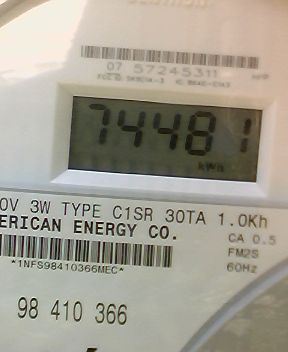 07 57245311
74481
kWh
0V 3W TYPE C1SR 30TA 1.0Kh
ERICAN ENERGY CO.
CA 0.5
FM2S
60Hz
*1NFS98410366MEC*
98 410 366